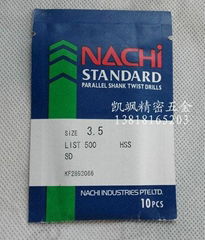 NACHi
STANDARD
PARALLEL SHANK TWIST DRILLS
凯飒精密五金
13818165203
SIZE 3.5
LIST 500 HSS
SD
KF2892066
NACHI INDUSTRIES PTE.LTD.
10PCS